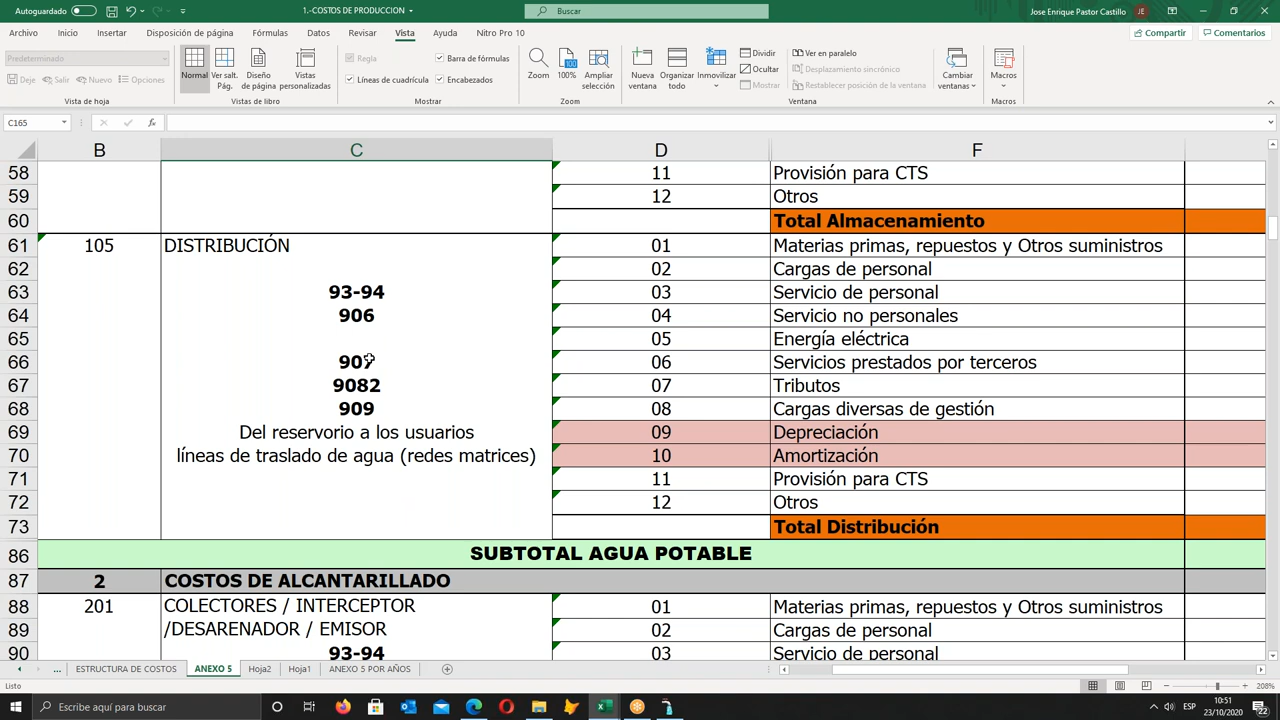 Autoguardado
1.-COSTOS DE PRODUCCION
Buscar
Jose Enrique Pastor Castillo
JE
Archivo
Inicio
Insertar
Disposición de página
Fórmulas
Datos
Revisar
Vista
Ayuda
Nitro Pro 10
Compartir
Comentarios
Predeterminado
Deje
Salir
Nuevo
Opciones
Vista de hoja
Normal
Ver salt. Pág.
Diseño de página
Vistas personalizadas
Vistas de libro
Regla
Barra de fórmulas
Líneas de cuadrícula
Encabezados
Mostrar
Zoom
100%
Ampliar selección
Zoom
Nueva ventana
Organizar todo
Inmovilizar
Dividir
Ocultar
Mostrar
Ver en paralelo
Desplazamiento sincrónico
Restablecer posición de la ventana
Cambiar ventanas
Ventana
Macros
Macros
C165
fx
B C D F
58 11 Provisión para CTS
59 12 Otros
60 Total Almacenamiento
61 105 DISTRIBUCIÓN 01 Materias primas, repuestos y Otros suministros
62 02 Cargas de personal
63 93-94 03 Servicio de personal
64 906 04 Servicio no personales
65 05 Energía eléctrica
66 907 06 Servicios prestados por terceros
67 9082 07 Tributos
68 909 08 Cargas diversas de gestión
69 Del reservorio a los usuarios 09 Depreciación
70 líneas de traslado de agua (redes matrices) 10 Amortización
71 11 Provisión para CTS
72 12 Otros
73 Total Distribución
86 SUBTOTAL AGUA POTABLE
87 2 COSTOS DE ALCANTARILLADO
88 201 COLECTORES / INTERCEPTOR 01 Materias primas, repuestos y Otros suministros
89 /DESARENADOR / EMISOR 02 Cargas de personal
90 93-94 03 Servicio de personal
... ESTRUCTURA DE COSTOS ANEXO 5 Hoja2 Hoja1 ANEXO 5 POR AÑOS
Listo
208%
Escribe aquí para buscar
ESP
10:51
23/10/2020
22